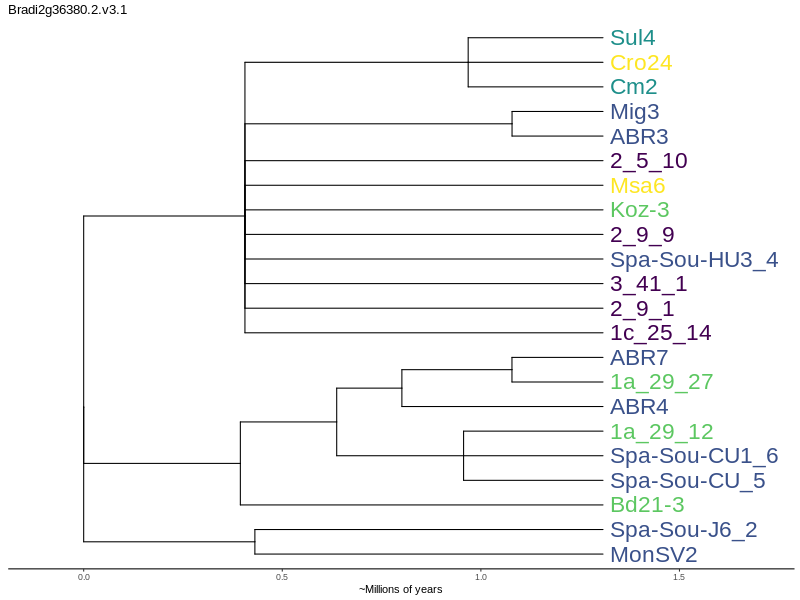 Bradi2g36380.2.v3.1
Sul4
Cro24
Cm2
Mig3
ABR3
2_5_10
Msa6
Koz-3
2_9_9
Spa-Sou-HU3_4
3_41_1
2_9_1
1c_25_14
ABR7
1a_29_27
ABR4
1a_29_12
Spa-Sou-CU1_6
Spa-Sou-CU_5
Bd21-3
Spa-Sou-J6_2
MonSV2
0.0 0.5 1.0 1.5
~Millions of years